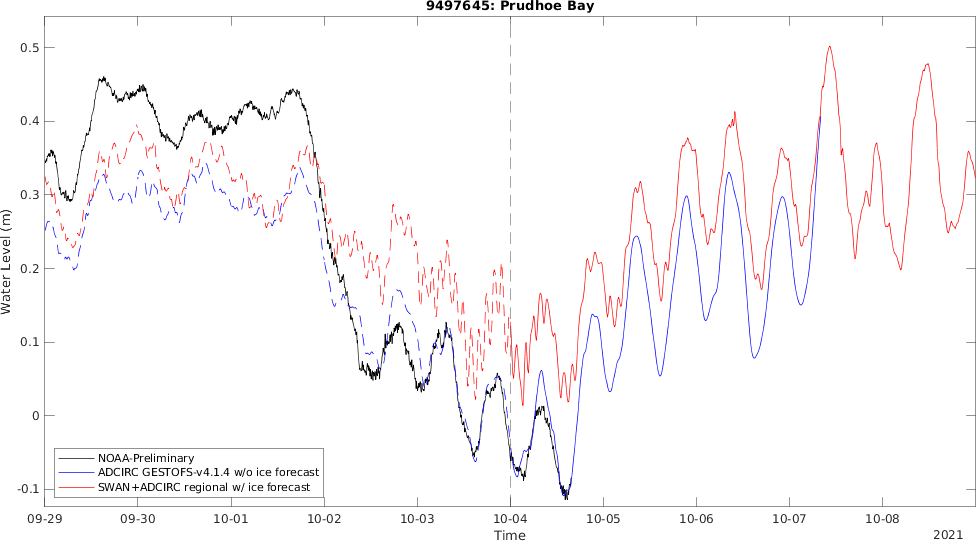 9497645: Prudhoe Bay
0.5
0.4
0.3
0.2
0.1
0
-0.1
Water Level (m)
NOAA-Preliminary
ADCIRC GESTOFS-v4.1.4 w/o ice forecast
SWAN+ADCIRC regional w/ ice forecast
09-29 09-30 10-01 10-02 10-03 10-04 10-05 10-06 10-07 10-08
Time
2021